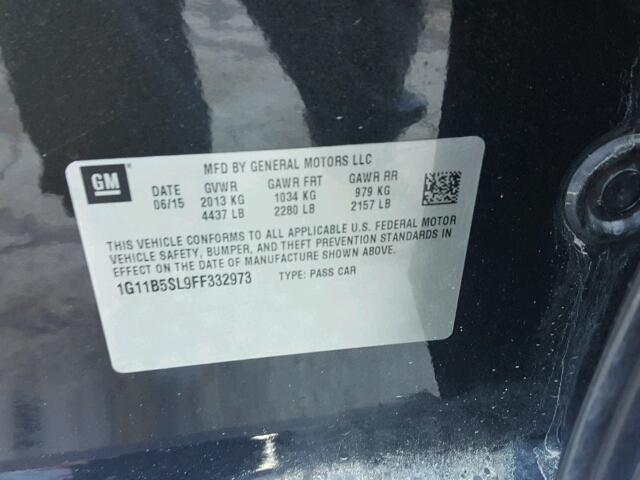 GM
MFD BY GENERAL MOTORS LLC
DATE GVWR GAWR FRT GAWR RR
06/15 2013 KG 1034 KG 979 KG
4437 LB 2280 LB 2157 LB
THIS VEHICLE CONFORMS TO ALL APPLICABLE U.S. FEDERAL MOTOR
VEHICLE SAFETY, BUMPER, AND THEFT PREVENTION STANDARDS IN
EFFECT ON THE DATE OF MANUFACTURE SHOWN ABOVE.
1G11B5SL9FF332973 TYPE: PASS CAR